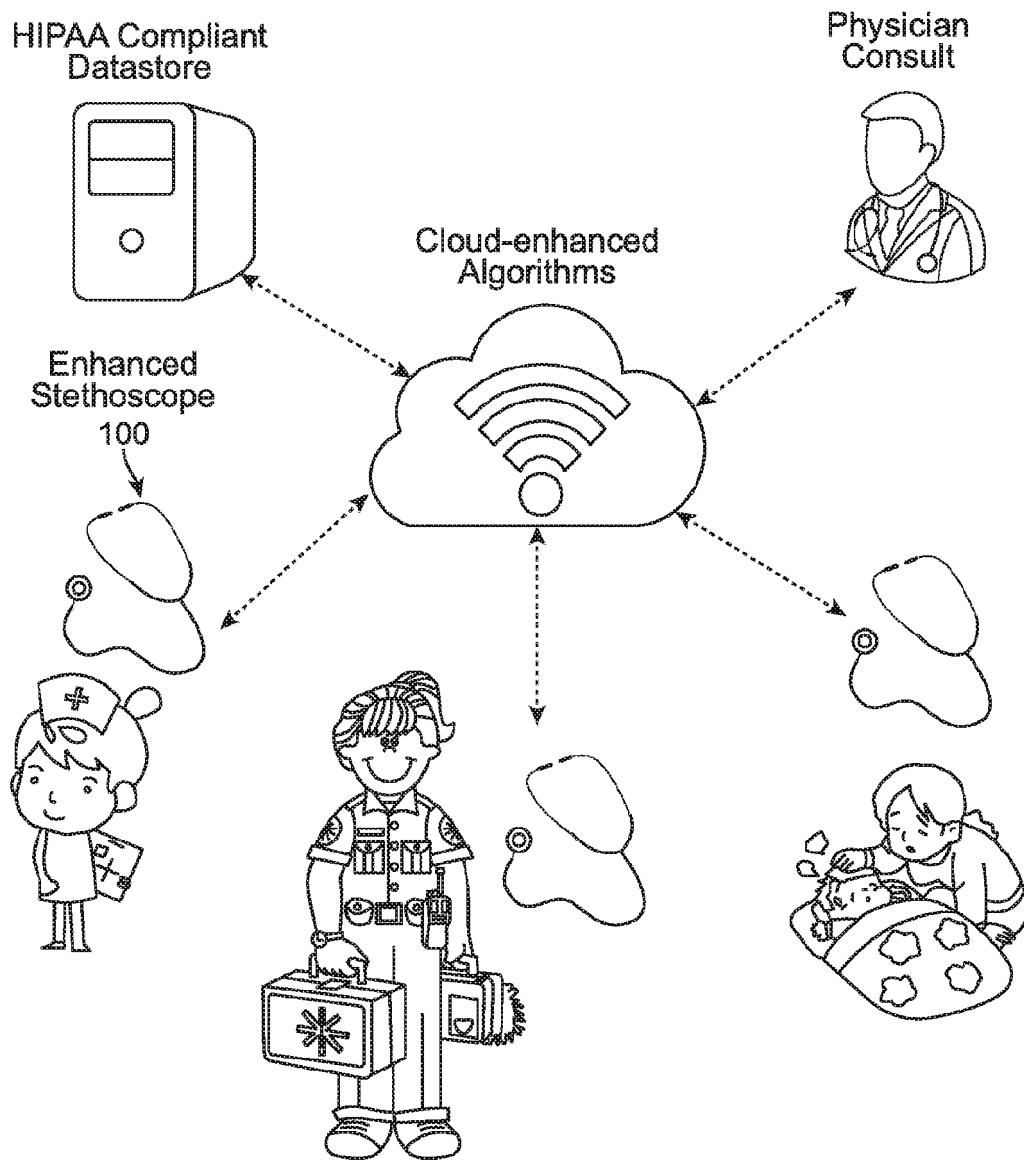 HIPAA Compliant
Datastore
Physician
Consult
Cloud-enhanced
Algorithms
Enhanced
Stethoscope
100